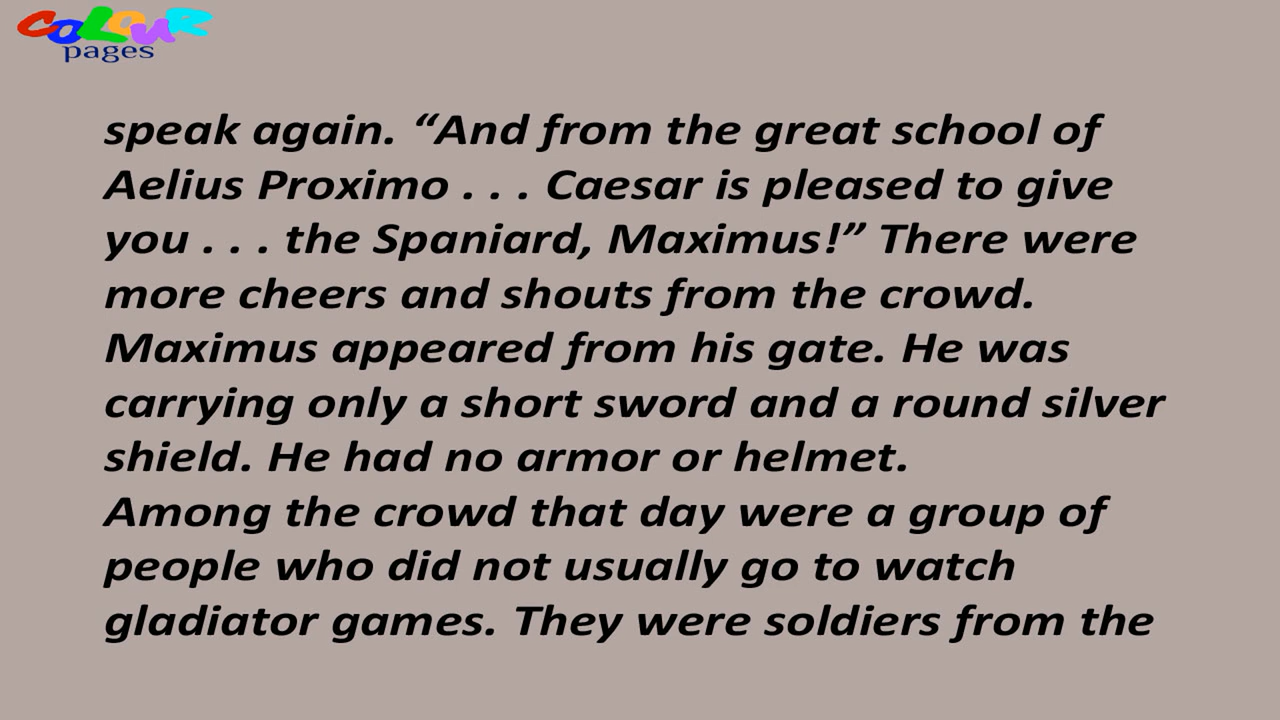 COLOUR
pages
speak again. “And from the great school of
Aelius Proximo . . . Caesar is pleased to give
you . . . the Spaniard, Maximus!” There were
more cheers and shouts from the crowd.
Maximus appeared from his gate. He was
carrying only a short sword and a round silver
shield. He had no armor or helmet.
Among the crowd that day were a group of
people who did not usually go to watch
gladiator games. They were soldiers from the